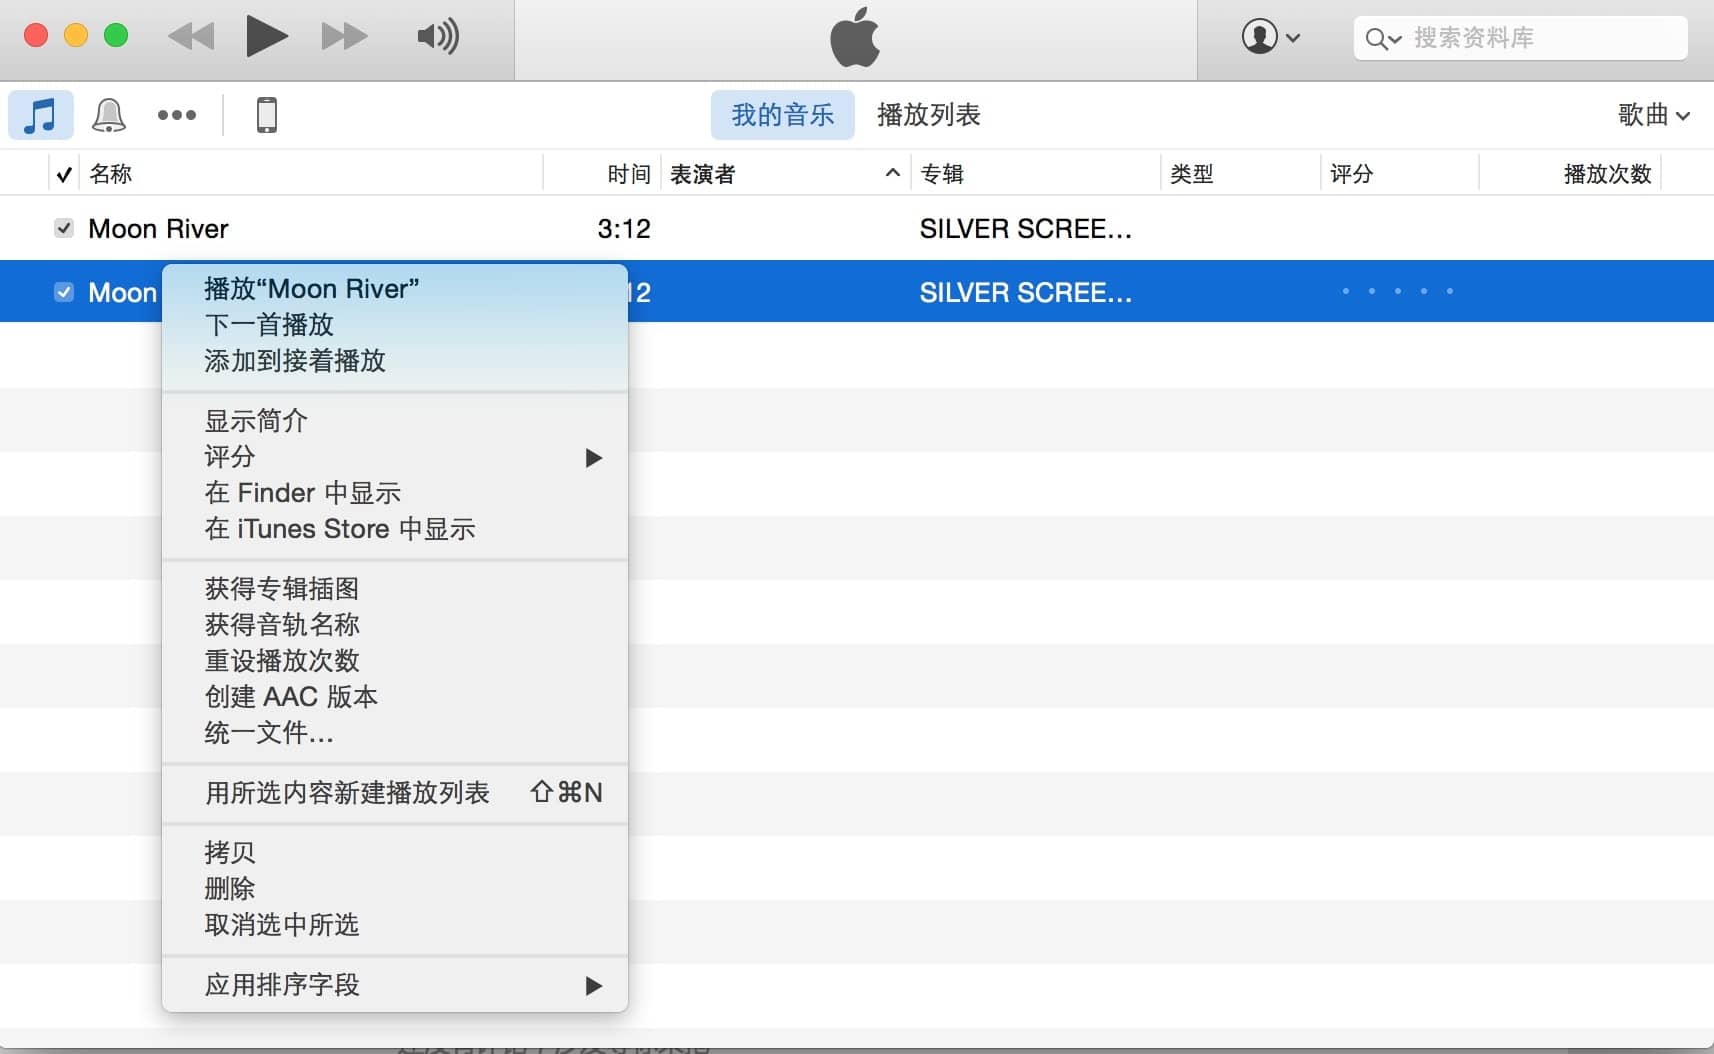 搜索资料库
我的音乐 播放列表 歌曲
名称 时间 表演者 专辑 类型 评分 播放次数
Moon River 3:12 SILVER SCREE…
Moon 12 SILVER SCREE…
播放“Moon River”
下一首播放
添加到接着播放
显示简介
评分
在 Finder 中显示
在 iTunes Store 中显示
获得专辑插图
获得音轨名称
重设播放次数
创建 AAC 版本
统一文件...
用所选内容新建播放列表 ⇧⌘N
拷贝
删除
取消选中所选
应用排序字段